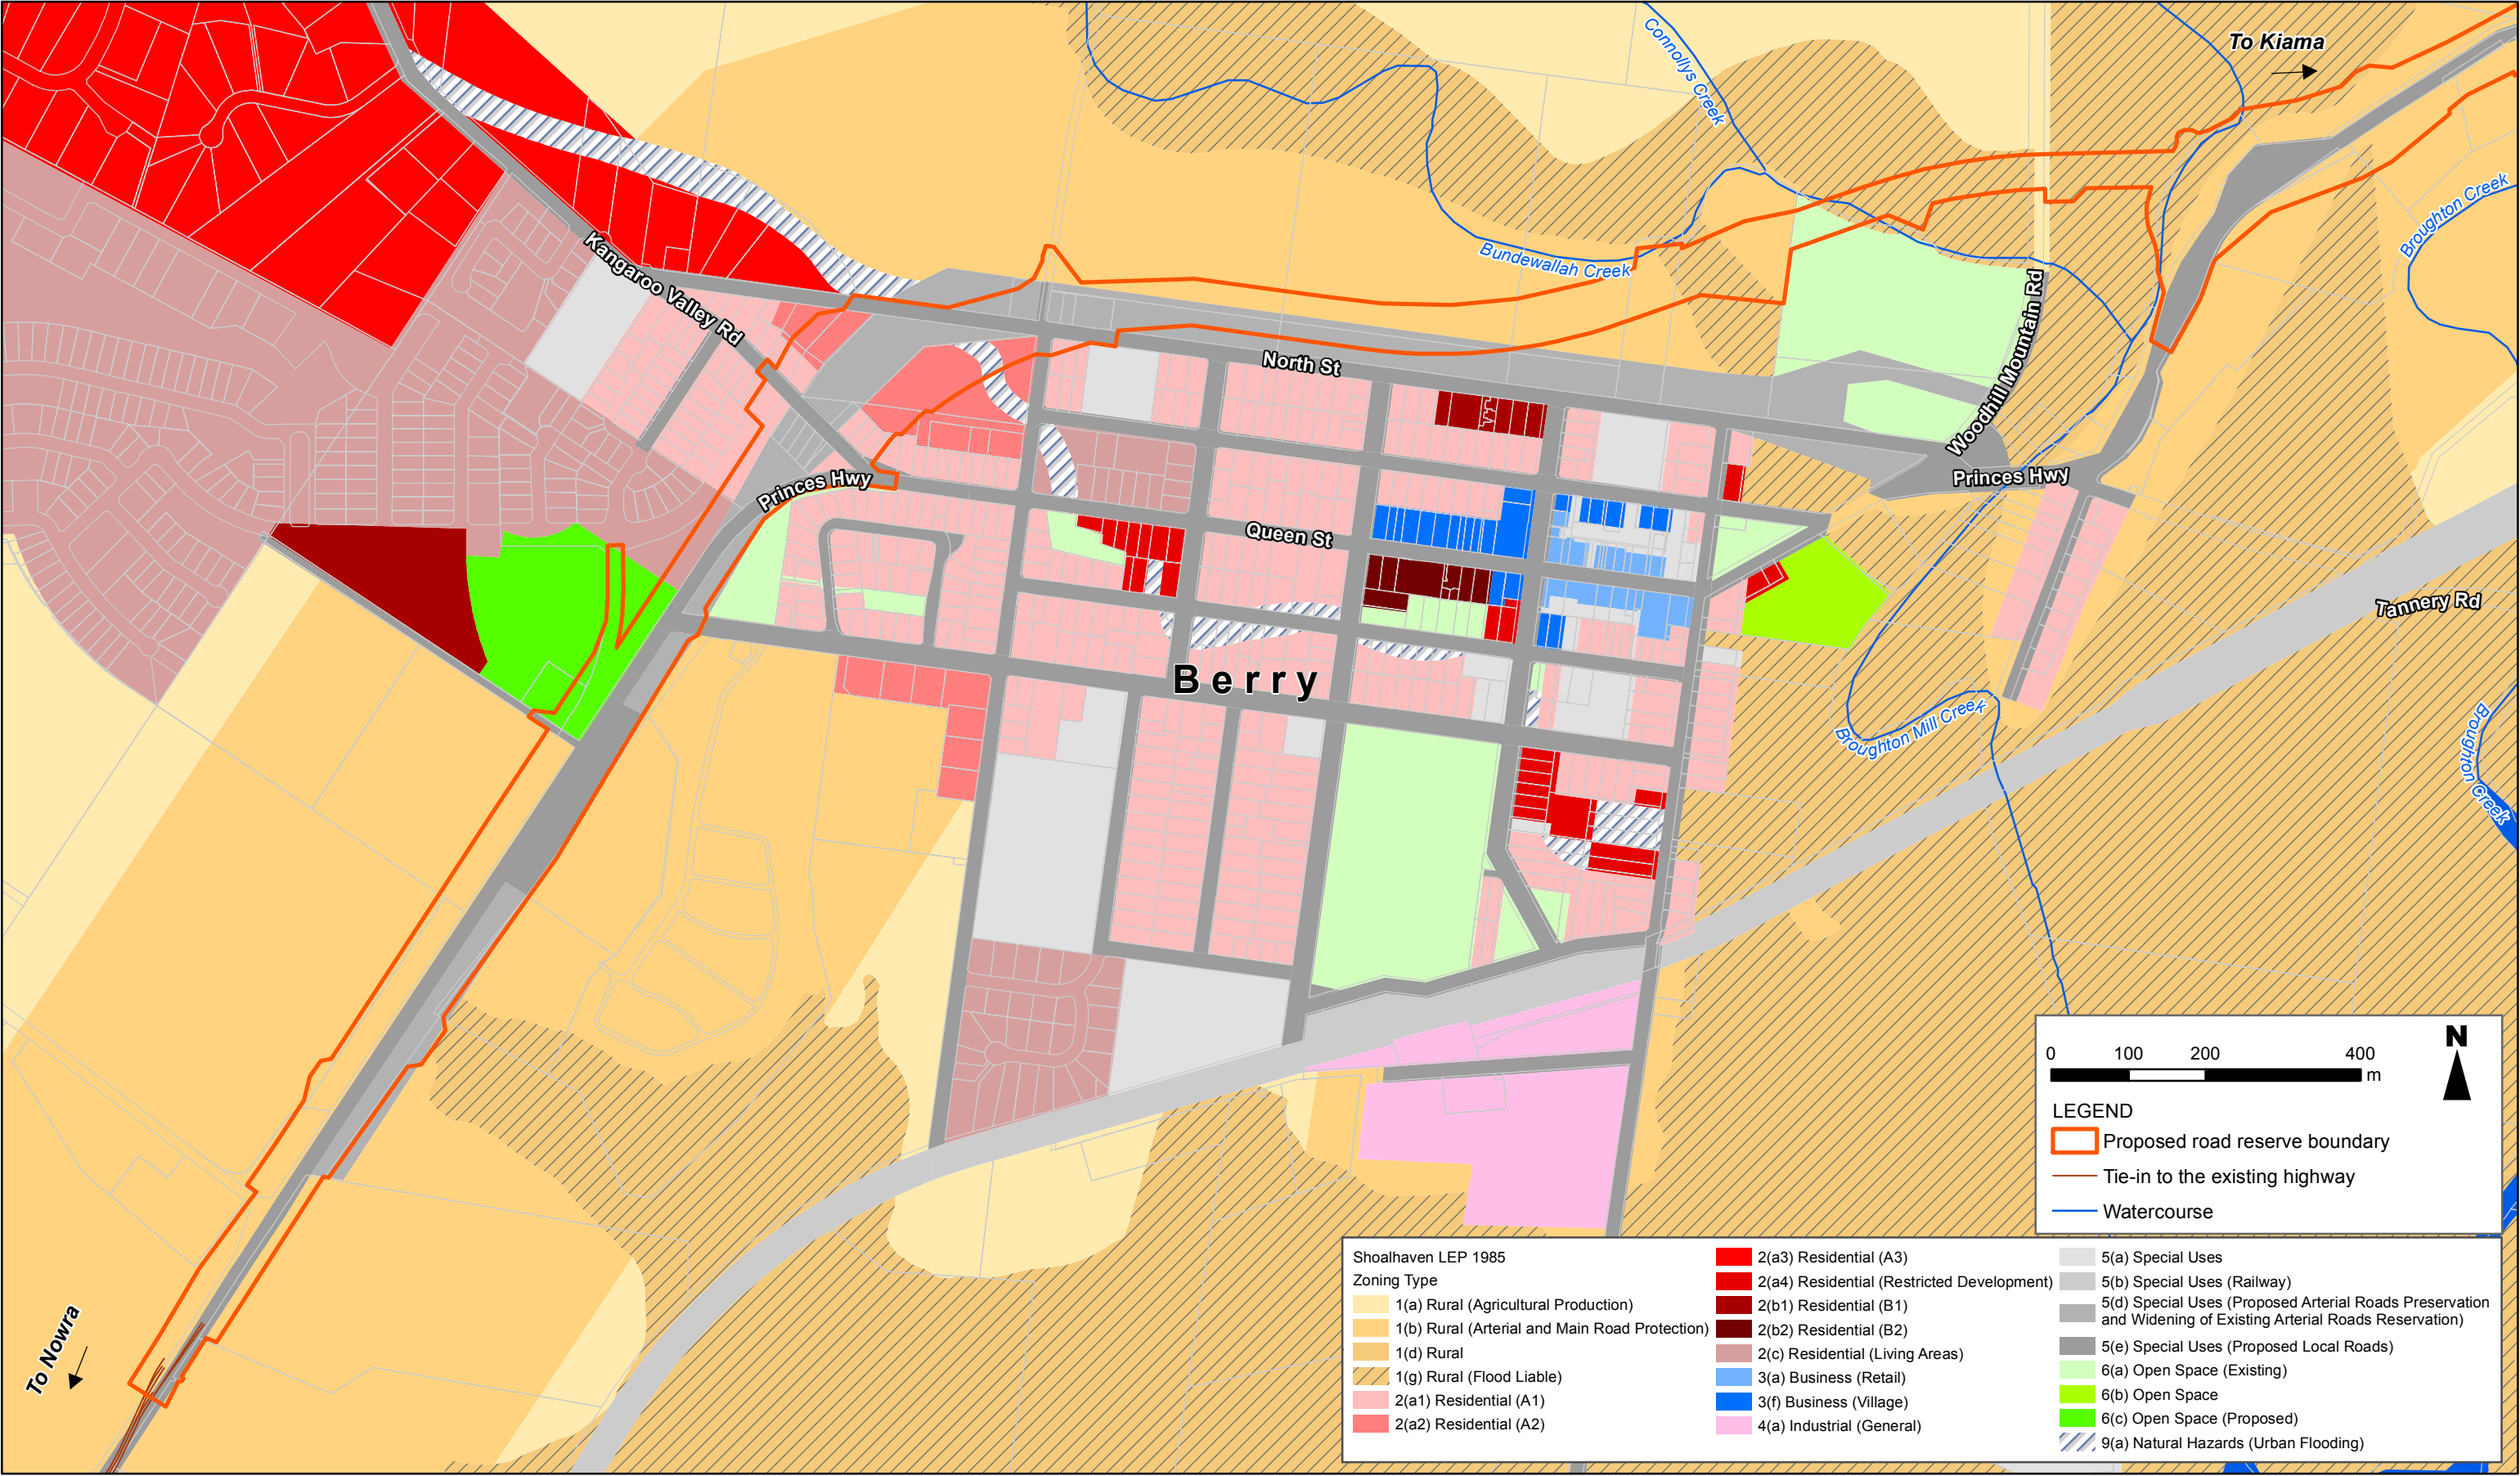 To Kiama
Connollys Creek
Broughton Creek
Kangaroo Valley Rd
Bundewallah Creek
Woodhill Mountain Rd
North St
Princes Hwy
Princes Hwy
Queen St
Tannery Rd
Berry
Broughton Mill Creek
Broughton Creek
To Nowra
N
0 100 200 400
m
LEGEND
Proposed road reserve boundary
Tie-in to the existing highway
Watercourse
Shoalhaven LEP 1985
Zoning Type
1(a) Rural (Agricultural Production)
1(b) Rural (Arterial and Main Road Protection)
1(d) Rural
1(g) Rural (Flood Liable)
2(a1) Residential (A1)
2(a2) Residential (A2)
2(a3) Residential (A3)
2(a4) Residential (Restricted Development)
2(b1) Residential (B1)
2(b2) Residential (B2)
2(c) Residential (Living Areas)
3(a) Business (Retail)
3(f) Business (Village)
4(a) Industrial (General)
5(a) Special Uses
5(b) Special Uses (Railway)
5(d) Special Uses (Proposed Arterial Roads Preservation
and Widening of Existing Arterial Roads Reservation)
5(e) Special Uses (Proposed Local Roads)
6(a) Open Space (Existing)
6(b) Open Space
6(c) Open Space (Proposed)
9(a) Natural Hazards (Urban Flooding)